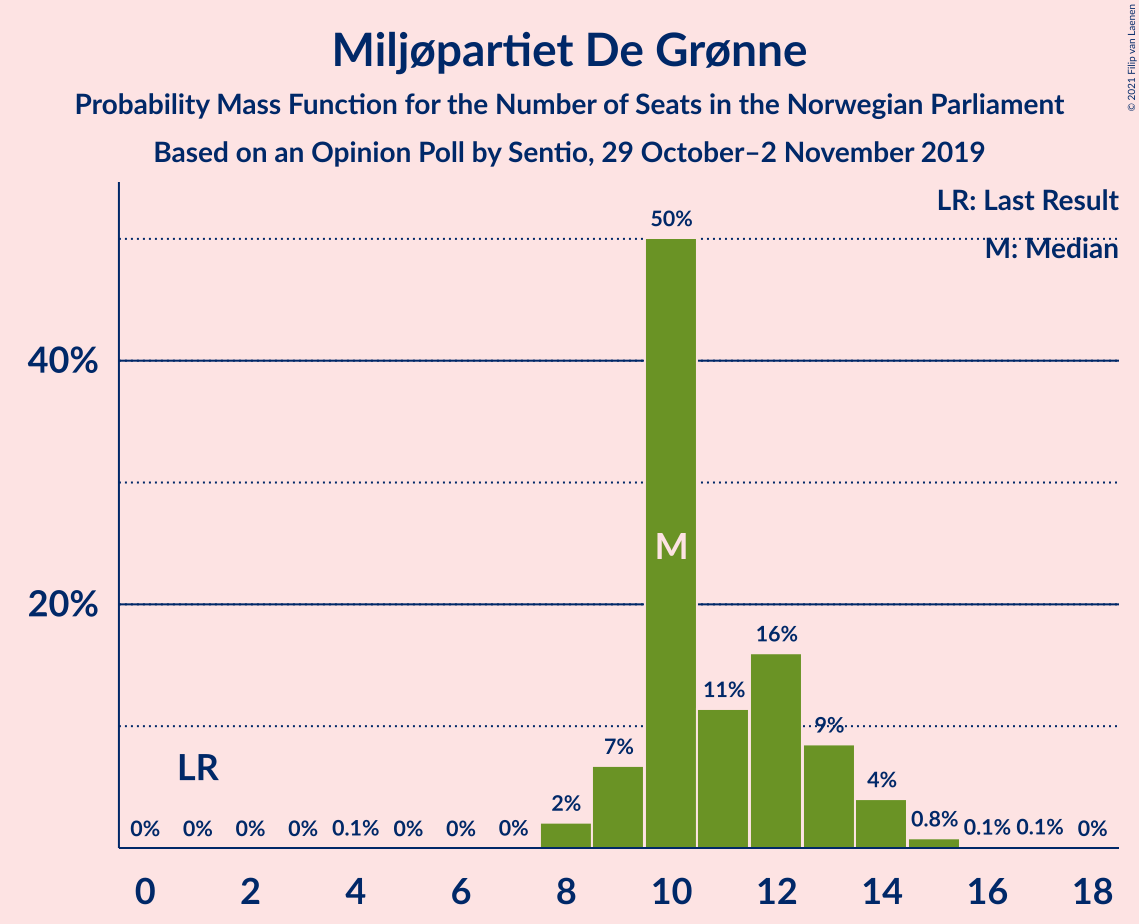 Miljøpartiet De Grønne
Probability Mass Function for the Number of Seats in the Norwegian Parliament
Based on an Opinion Poll by Sentio, 29 October–2 November 2019
© 2021 Filip van Laenen
LR: Last Result
M: Median
50%
40%
M
20%
16%
11%
9%
LR
7%
4%
2%
0% 0% 0% 0% 0.1% 0% 0% 0% 0.8% 0.1% 0.1% 0%
0 2 4 6 8 10 12 14 16 18